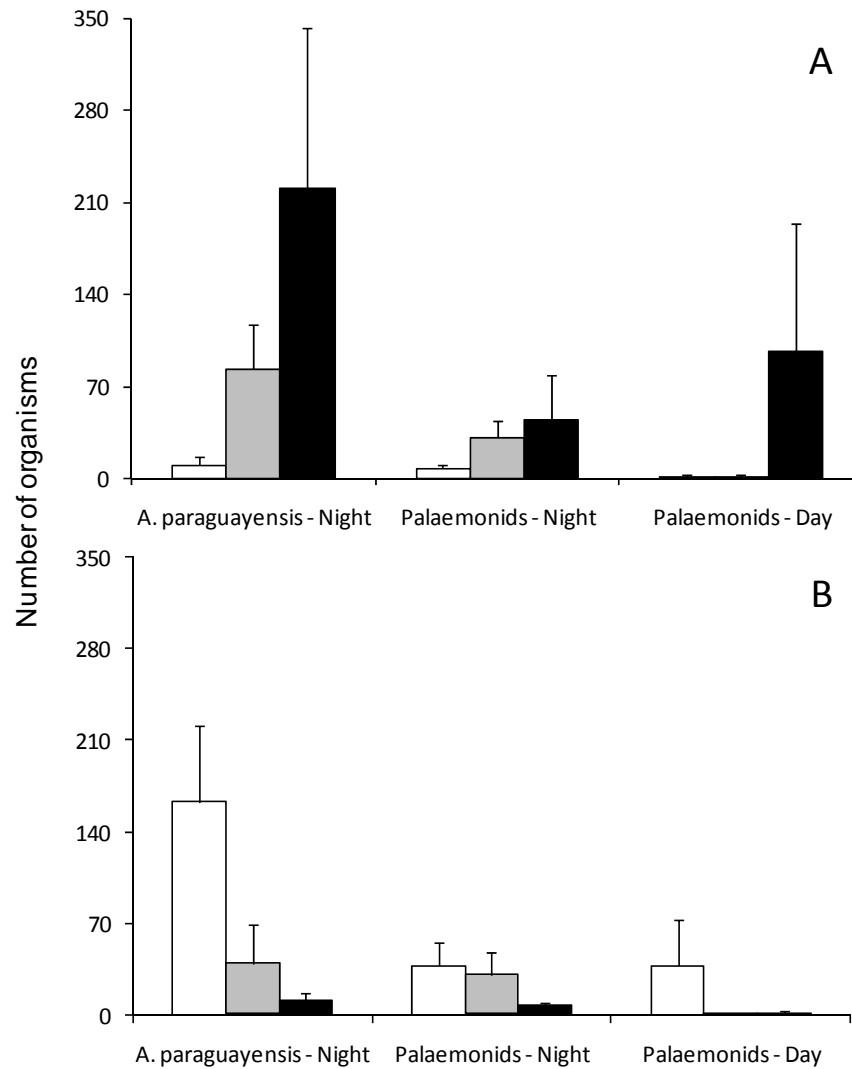 350
A
280
210
140
70
0
A. paraguayensis - Night Palaemonids - Night Palaemonids - Day
Number of organisms
350
B
280
210
140
70
0
A. paraguayensis - Night Palaemonids - Night Palaemonids - Day